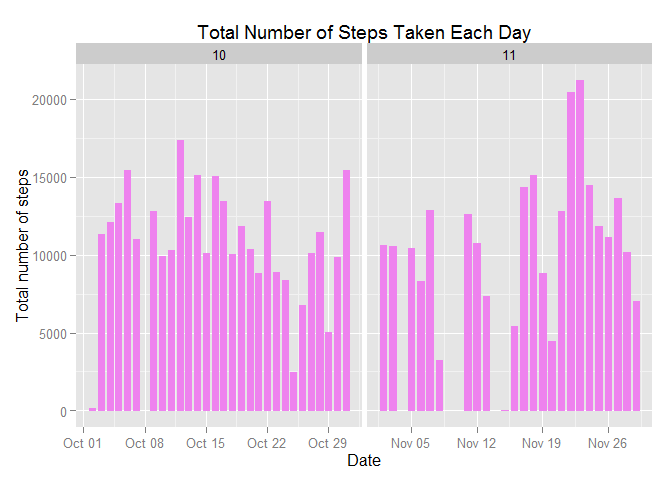 Total Number of Steps Taken Each Day
10 11
Total number of steps
20000
15000
10000
5000
0
Oct 01 Oct 08 Oct 15 Oct 22 Oct 29 Nov 05 Nov 12 Nov 19 Nov 26
Date